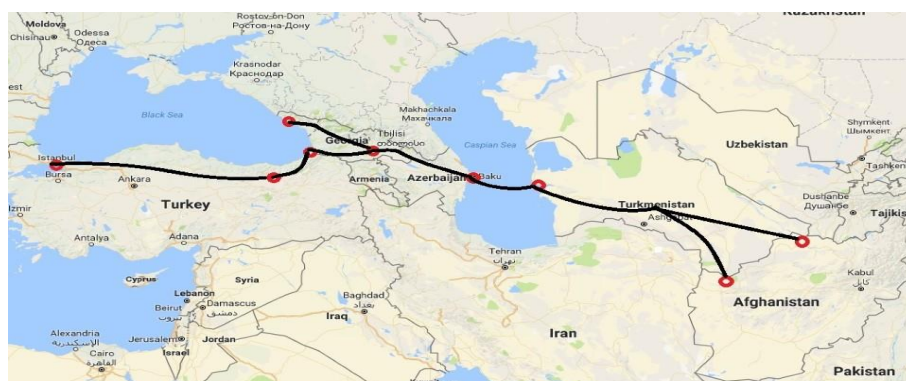 Moldova
Chisinau
Odessa
Одеса
Rostov-on-Don
Ростов-на-Дону
Kazakhstan
Krasnodar
Краснодар
Makhachkala
Махачкала
Black Sea
Caspian Sea
Georgia
Tbilisi
თბილისი
Uzbekistan
Shymkent
Шымкент
Tashkent
Istanbul
Bursa
Ankara
Armenia
Azerbaijan
Baku
Turkmenistan
Ashgabat
Dushanbe
Душанбе
Tajikis
Izmir
Turkey
Antalya
Adana
Tehran
تهران
Kabul
کابل
Cyprus
Syria
Lebanon
Beirut
بيروت
Damascus
دمشق
Baghdad
بغداد
Iraq
Iran
Afghanistan
Alexandria
الإسكندرية
Jerusalem
Israel
Jordan
Cairo
القاهرة
Pakistan